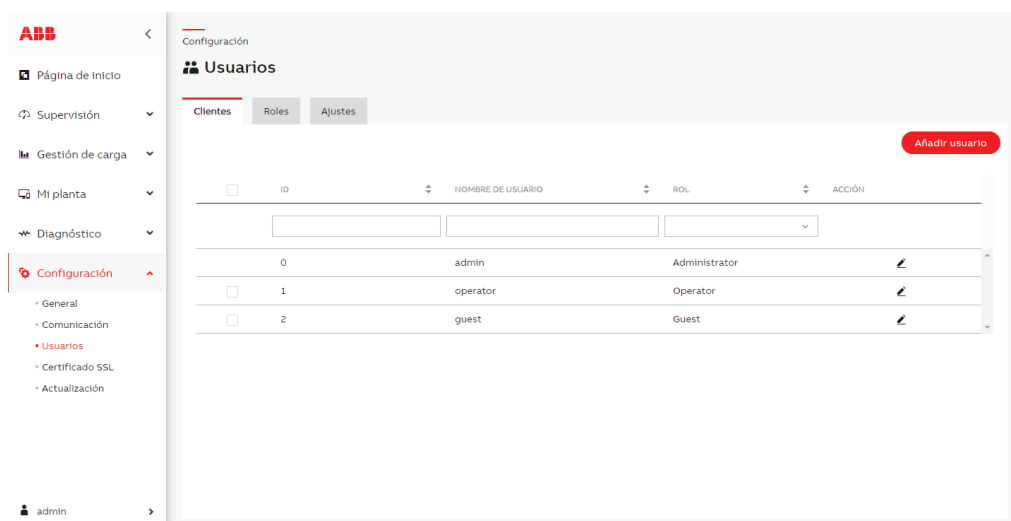 ABB
Página de inicio
Supervisión
Gestión de carga
Mi planta
Diagnóstico
Configuración
General
Comunicación
Usuarios
Certificado SSL
Actualización
admin
Configuración
Usuarios
Clientes Roles Ajustes
Añadir usuario
ID NOMBRE DE USUARIO ROL ACCIÓN
0 admin Administrator
1 operator Operator
2 guest Guest